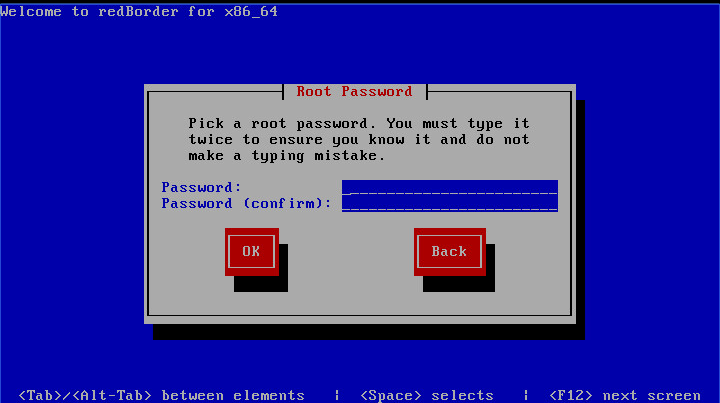 Welcome to redBorder for x86_64
Root Password
Pick a root password. You must type it
twice to ensure you know it and do not
make a typing mistake.
Password:
Password (confirm):
OK Back
<Tab>/<Alt-Tab> between elements | <Space> selects | <F12> next screen